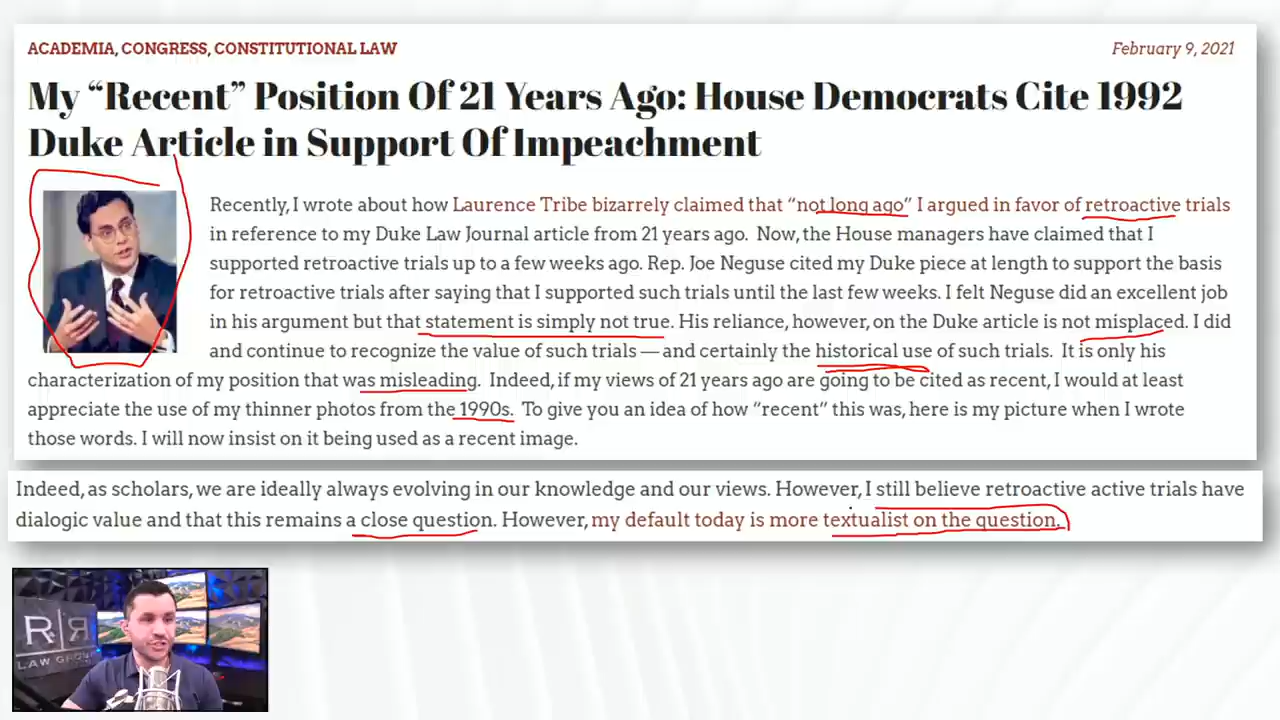 ACADEMIA, CONGRESS, CONSTITUTIONAL LAW
February 9, 2021
My “Recent” Position Of 21 Years Ago: House Democrats Cite 1992
Duke Article in Support Of Impeachment
Recently, I wrote about how Laurence Tribe bizarrely claimed that “not long ago” I argued in favor of retroactive trials
in reference to my Duke Law Journal article from 21 years ago.  Now, the House managers have claimed that I
supported retroactive trials up to a few weeks ago. Rep. Joe Neguse cited my Duke piece at length to support the basis
for retroactive trials after saying that I supported such trials until the last few weeks. I felt Neguse did an excellent job
in his argument but that statement is simply not true. His reliance, however, on the Duke article is not misplaced. I did
and continue to recognize the value of such trials — and certainly the historical use of such trials.  It is only his
characterization of my position that was misleading.  Indeed, if my views of 21 years ago are going to be cited as recent, I would at least
appreciate the use of my thinner photos from the 1990s.  To give you an idea of how “recent” this was, here is my picture when I wrote
those words. I will now insist on it being used as a recent image.
Indeed, as scholars, we are ideally always evolving in our knowledge and our views. However, I still believe retroactive active trials have
dialogic value and that this remains a close question. However, my default today is more textualist on the question.
R|R
LAW GROUP